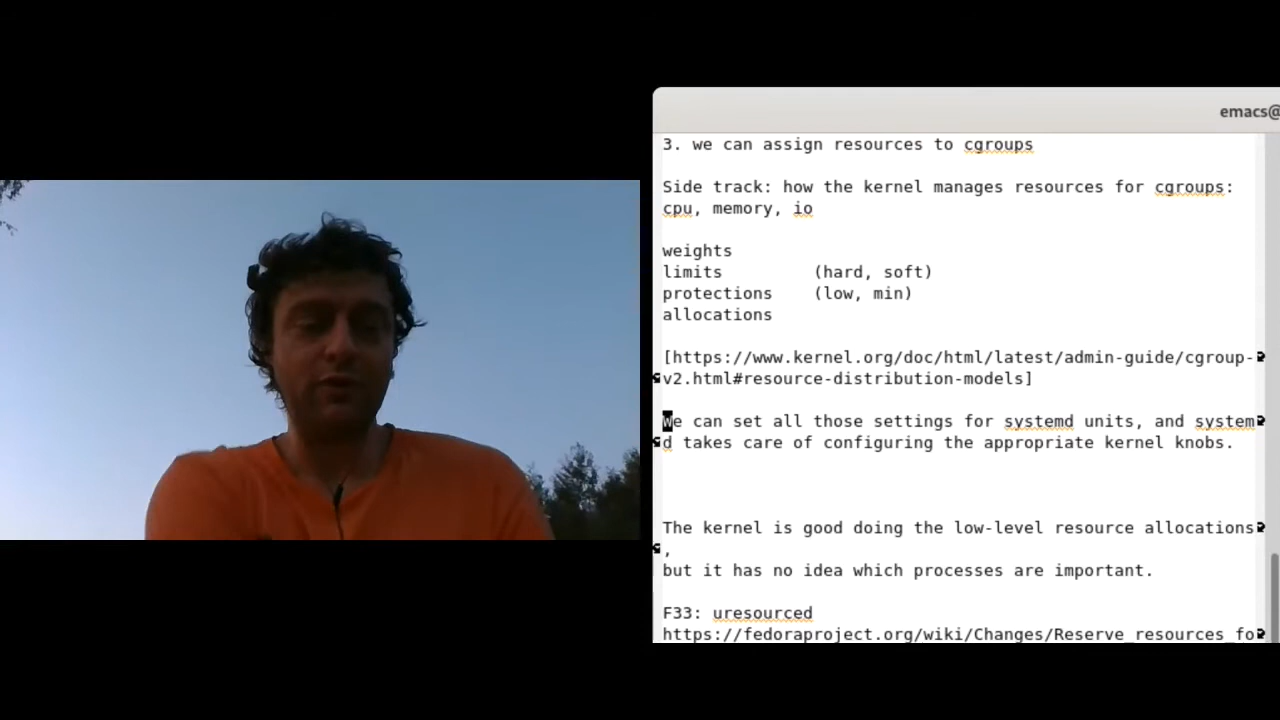 emacs@
3. we can assign resources to cgroups
Side track: how the kernel manages resources for cgroups:
cpu, memory, io
weights
limits (hard, soft)
protections (low, min)
allocations
[https://www.kernel.org/doc/html/latest/admin-guide/cgroup-
v2.html#resource-distribution-models]
We can set all those settings for systemd units, and system
d takes care of configuring the appropriate kernel knobs.
The kernel is good doing the low-level resource allocations
,
but it has no idea which processes are important.
F33: uresourced
https://fedoraproject.org/wiki/Changes/Reserve_resources_fo